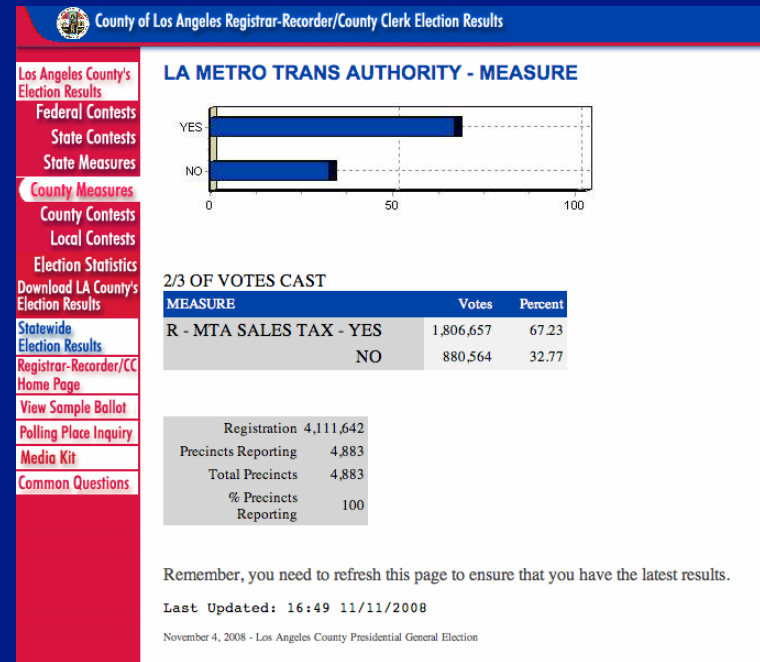 County of Los Angeles Registrar-Recorder/County Clerk Election Results
Los Angeles County's
Election Results
Federal Contests
State Contests
State Measures
County Measures
County Contests
Local Contests
Election Statistics
Download LA County's
Election Results
Statewide
Election Results
Registrar-Recorder/CC
Home Page
View Sample Ballot
Polling Place Inquiry
Media Kit
Common Questions
LA METRO TRANS AUTHORITY - MEASURE
YES
NO
0 50 100
2/3 OF VOTES CAST
MEASURE Votes Percent
R - MTA SALES TAX - YES 1,806,657 67.23
NO 880,564 32.77
Registration 4,111,642
Precincts Reporting 4,883
Total Precincts 4,883
% Precincts
Reporting 100
Remember, you need to refresh this page to ensure that you have the latest results.
Last Updated: 16:49 11/11/2008
November 4, 2008 - Los Angeles County Presidential General Election